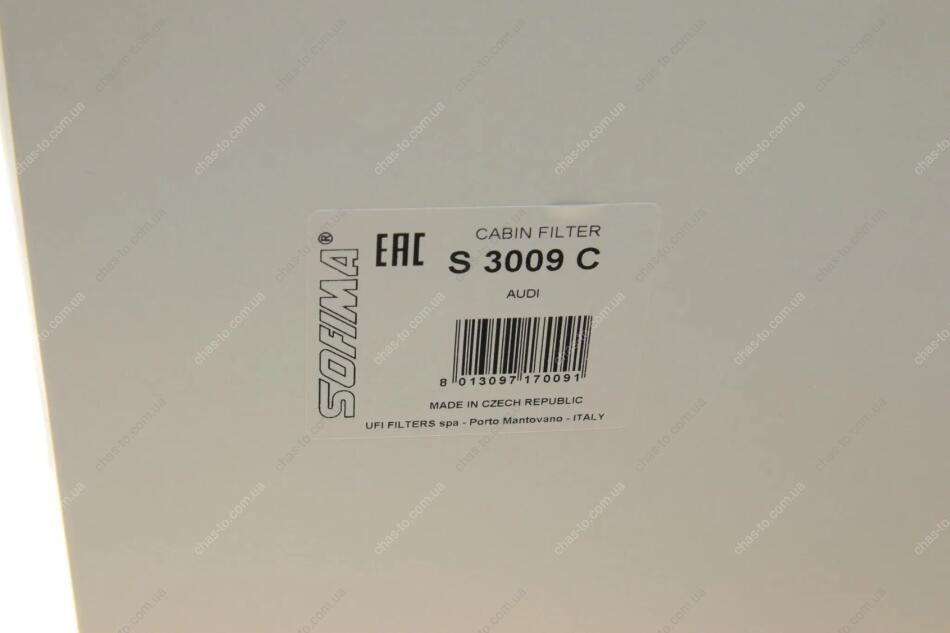 SOFIMA®
EAC
CABIN FILTER
S 3009 C
AUDI
8 013097 170091
MADE IN CZECH REPUBLIC
UFI FILTERS spa - Porto Mantovano - ITALY
chas-to.com.ua